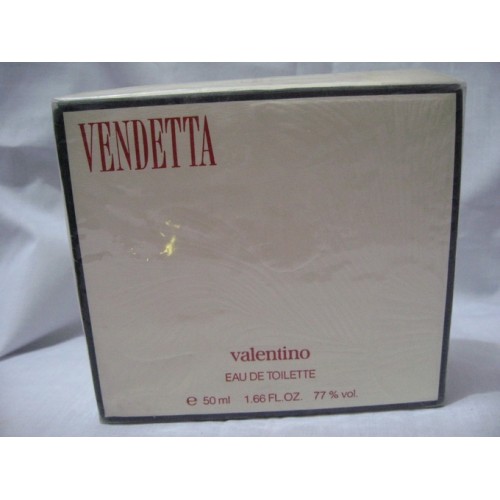 VENDETTA
valentino
EAU DE TOILETTE
℮ 50 ml 1.66 FL.OZ. 77 % vol.